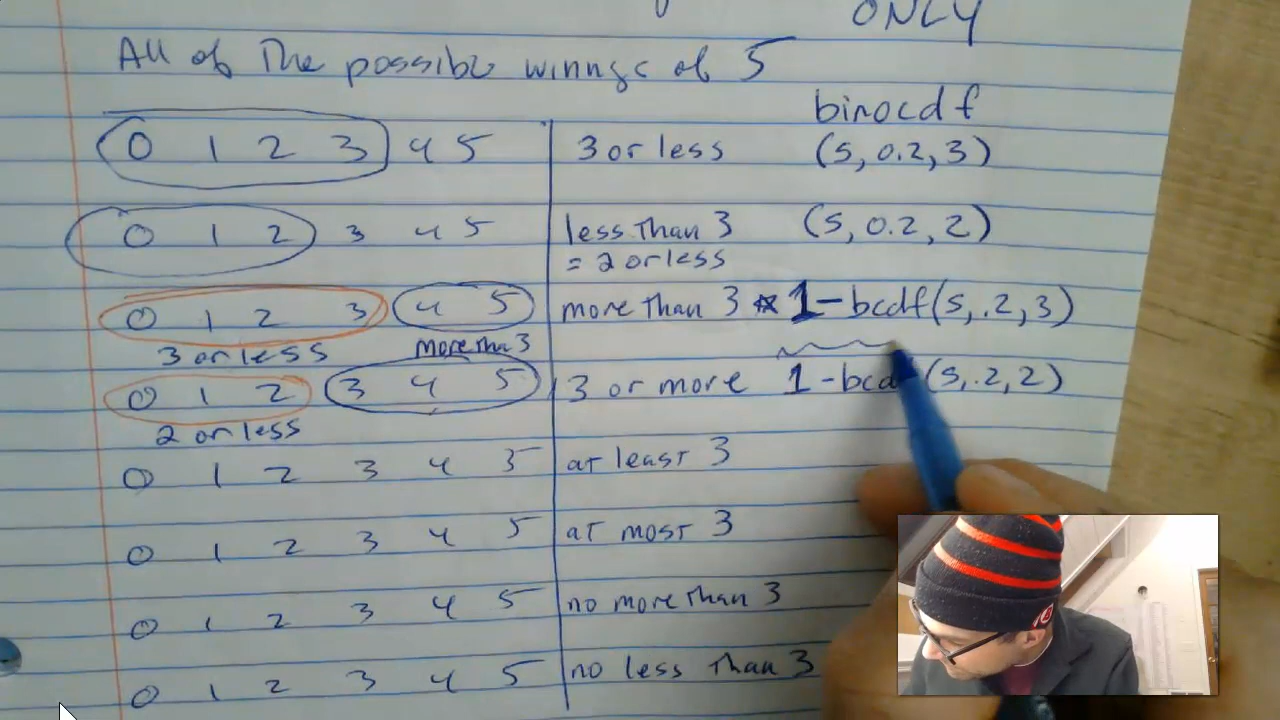 ONLY
All of The possible winngs of 5
binocdf
0 1 2 3 4 5 3 or less (5, 0.2, 3)
0 1 2 3 4 5 less than 3 (5, 0.2, 2)
= 2 or less
0 1 2 3 4 5 more than 3 * 1-bcdf(5, .2, 3)
3 or less more than 3
0 1 2 3 4 5 3 or more 1-bcd (5, .2, 2)
2 or less
0 1 2 3 4 5 at least 3
0 1 2 3 4 5 at most 3
0 1 2 3 4 5 no more than 3
0 1 2 3 4 5 no less than 3